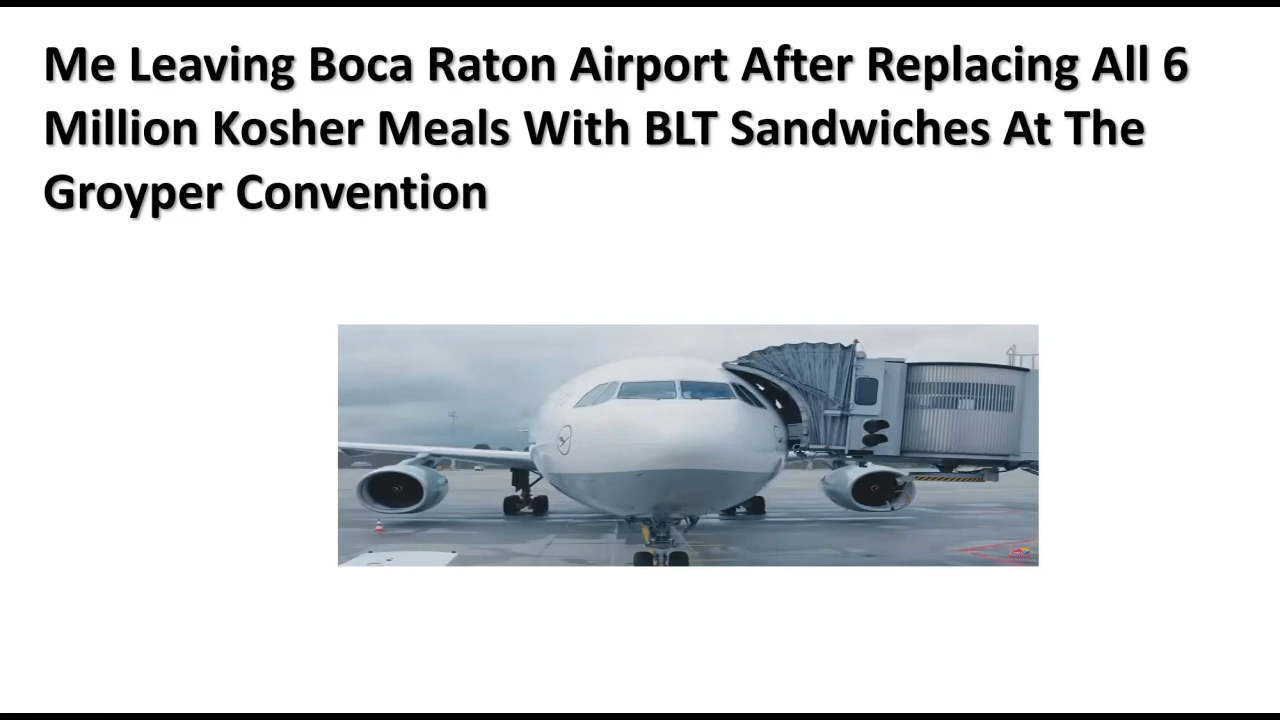 Me Leaving Boca Raton Airport After Replacing All 6
Million Kosher Meals With BLT Sandwiches At The
Groyper Convention